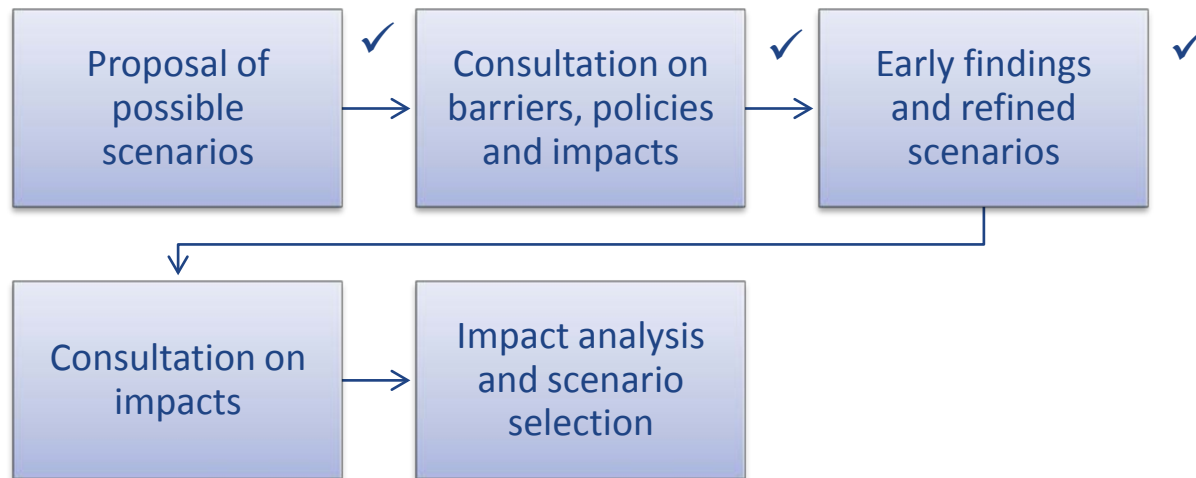 Proposal of
possible
scenarios
✓
Consultation on
barriers, policies
and impacts
✓
Early findings
and refined
scenarios
✓
Consultation on
impacts
Impact analysis
and scenario
selection